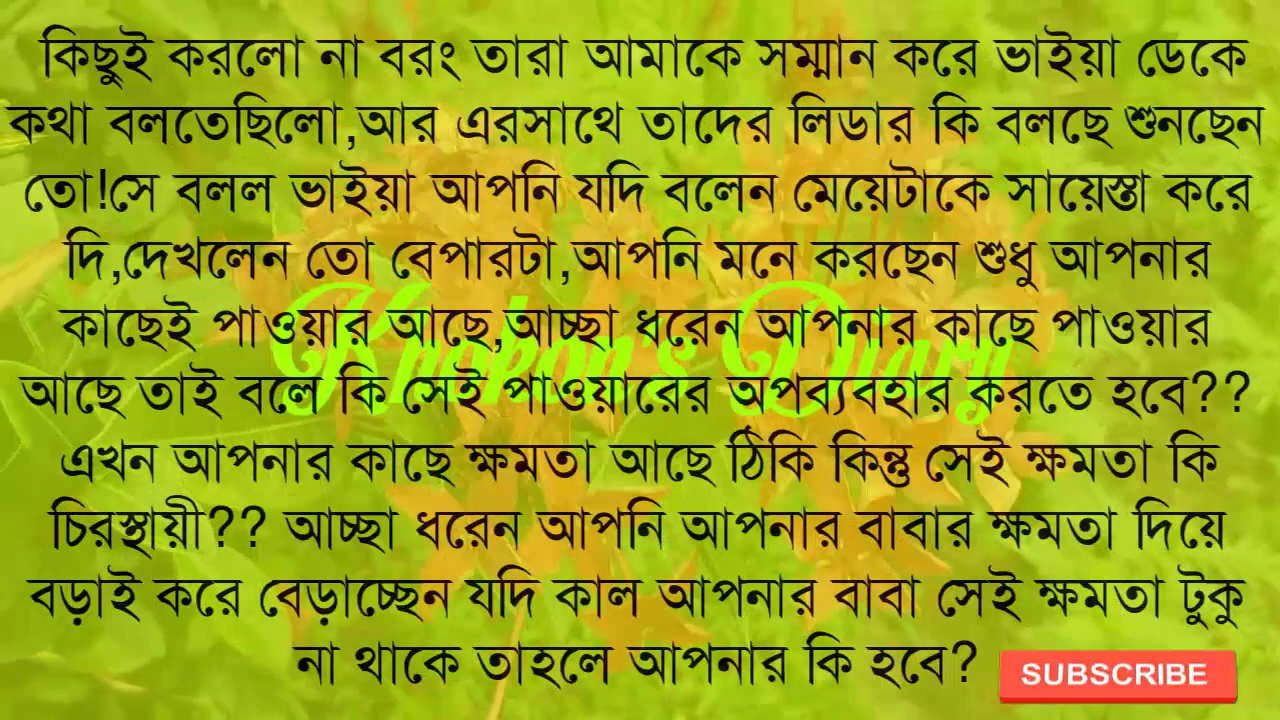 কিছুই করলো না বরং তারা আমাকে সম্মান করে ভাইয়া ডেকে
কথা বলতেছিলো,আর এরসাথে তাদের লিডার কি বলছে শুনছেন
তো!সে বলল ভাইয়া আপনি যদি বলেন মেয়েটাকে সায়েস্তা করে
দি,দেখলেন তো বেপারটা,আপনি মনে করছেন শুধু আপনার
কাছেই পাওয়ার আছে,আচ্ছা ধরেন আপনার কাছে পাওয়ার
আছে তাই বলে কি সেই পাওয়ারের অপব্যবহার করতে হবে??
এখন আপনার কাছে ক্ষমতা আছে ঠিকি কিন্তু সেই ক্ষমতা কি
চিরস্থায়ী?? আচ্ছা ধরেন আপনি আপনার বাবার ক্ষমতা দিয়ে
বড়াই করে বেড়াচ্ছেন যদি কাল আপনার বাবা সেই ক্ষমতা টুকু
না থাকে তাহলে আপনার কি হবে?
Khokon's Diary
SUBSCRIBE